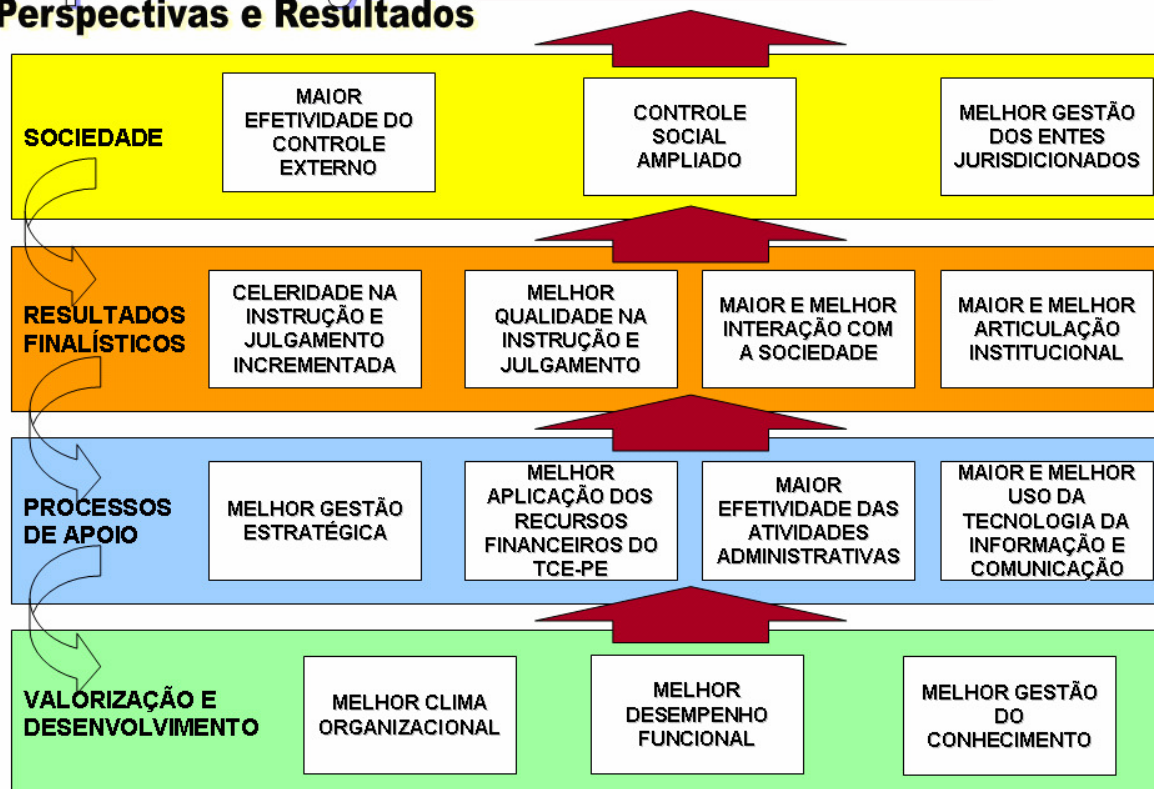 Perspectivas e Resultados
SOCIEDADE
MAIOR
EFETIVIDADE DO
CONTROLE
EXTERNO
CONTROLE
SOCIAL
AMPLIADO
MELHOR GESTÃO
DOS ENTES
JURISDICIONADOS
RESULTADOS
FINALÍSTICOS
CELERIDADE NA
INSTRUÇÃO E
JULGAMENTO
INCREMENTADA
MELHOR
QUALIDADE NA
INSTRUÇÃO E
JULGAMENTO
MAIOR E MELHOR
INTERAÇÃO COM
A SOCIEDADE
MAIOR E MELHOR
ARTICULAÇÃO
INSTITUCIONAL
PROCESSOS
DE APOIO
MELHOR GESTÃO
ESTRATÉGICA
MELHOR
APLICAÇÃO DOS
RECURSOS
FINANCEIROS DO
TCE-PE
MAIOR
EFETIVIDADE DAS
ATIVIDADES
ADMINISTRATIVAS
MAIOR E MELHOR
USO DA
TECNOLOGIA DA
INFORMAÇÃO E
COMUNICAÇÃO
VALORIZAÇÃO E
DESENVOLVIMENTO
MELHOR CLIMA
ORGANIZACIONAL
MELHOR
DESEMPENHO
FUNCIONAL
MELHOR GESTÃO
DO
CONHECIMENTO